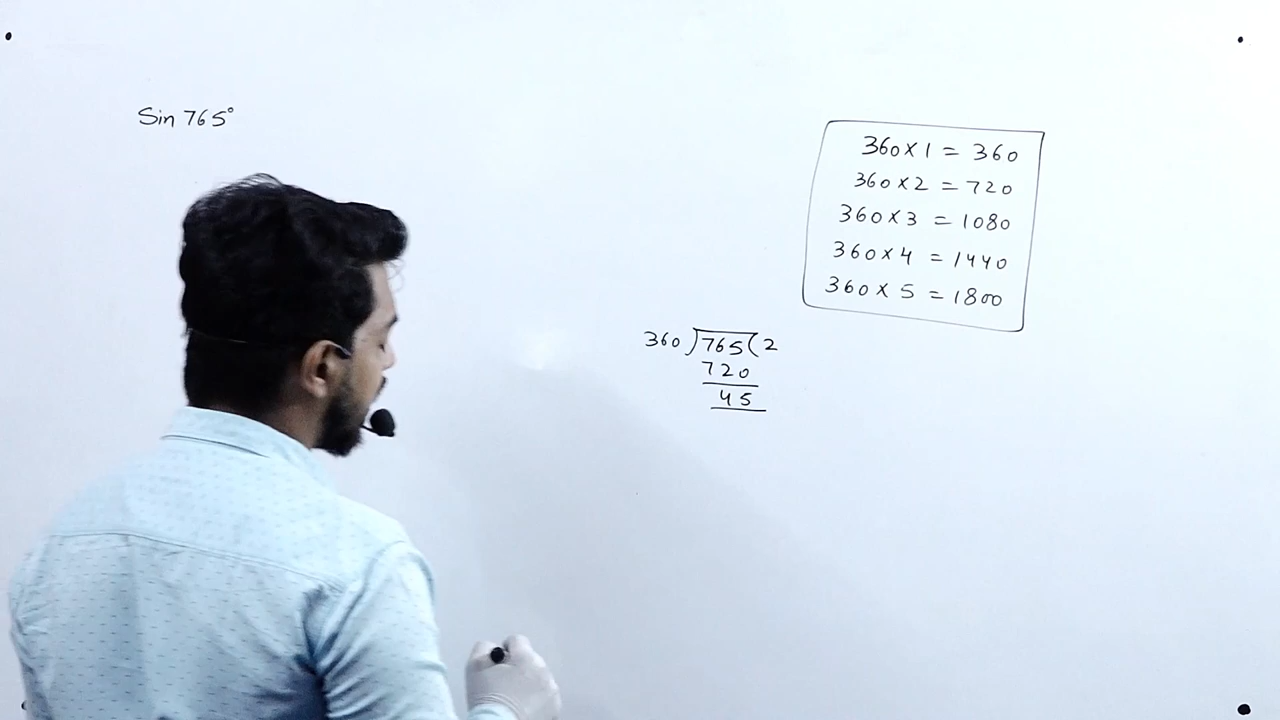 Sin 765°
360 × 1 = 360
360 × 2 = 720
360 × 3 = 1080
360 × 4 = 1440
360 × 5 = 1800
360 ) 765 ( 2
720
45